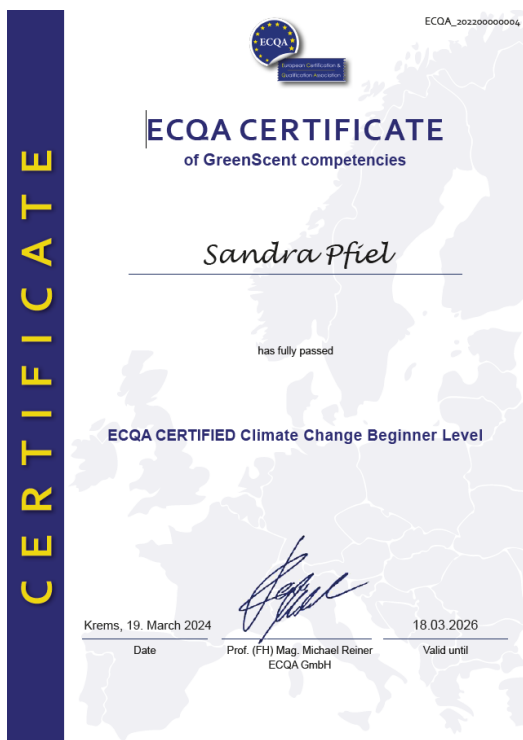 ECQA_202200000004
ECQA
European Certification &
Qualification Association
ECQA CERTIFICATE
of GreenScent competencies
Sandra Pfiel
has fully passed
ECQA CERTIFIED Climate Change Beginner Level
Krems, 19. March 2024
18.03.2026
Date
Prof. (FH) Mag. Michael Reiner
Valid until
ECQA GmbH
CERTIFICATE